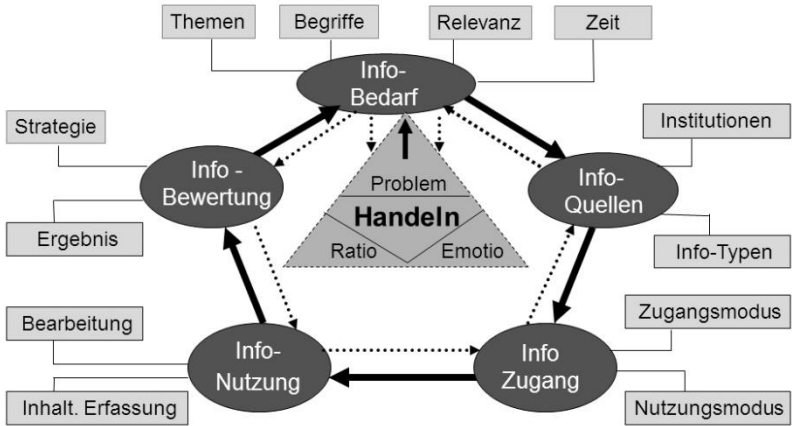 Themen
Begriffe
Relevanz
Zeit
Info-
Bedarf
Strategie
Institutionen
Info -
Bewertung
Info-
Quellen
Problem
Handeln
Ratio
Emotio
Ergebnis
Info-Typen
Bearbeitung
Zugangsmodus
Info-
Nutzung
Info
Zugang
Inhalt. Erfassung
Nutzungsmodus